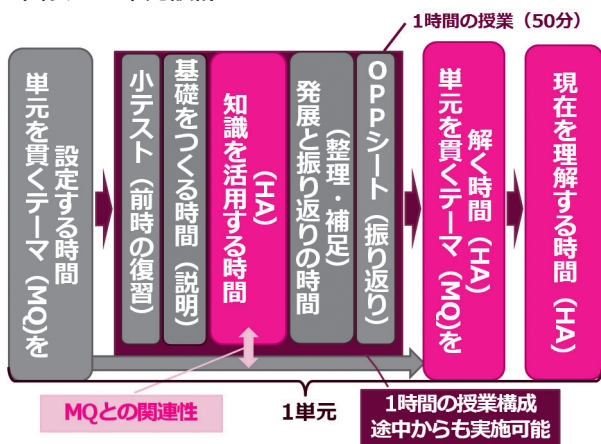 1時間の授業（50分）
単元を貫くテーマ（MQ）を
設定する時間
小テスト（前時の復習）
基礎をつくる時間（説明）
知識を活用する時間
（HA）
発展と振り返りの時間
（整理・補足）
OPPシート（振り返り）
単元を貫くテーマ（MQ）を
解く時間（HA）
現在を理解する時間（HA）
MQとの関連性
1単元
1時間の授業構成
途中からも実施可能